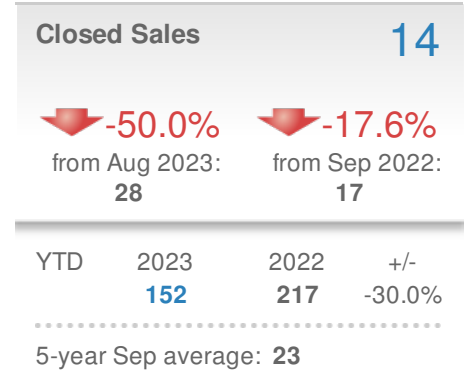 Closed Sales 14
-50.0% -17.6%
from Aug 2023: from Sep 2022:
28 17
YTD 2023 2022 +/-
152 217 -30.0%
5-year Sep average: 23